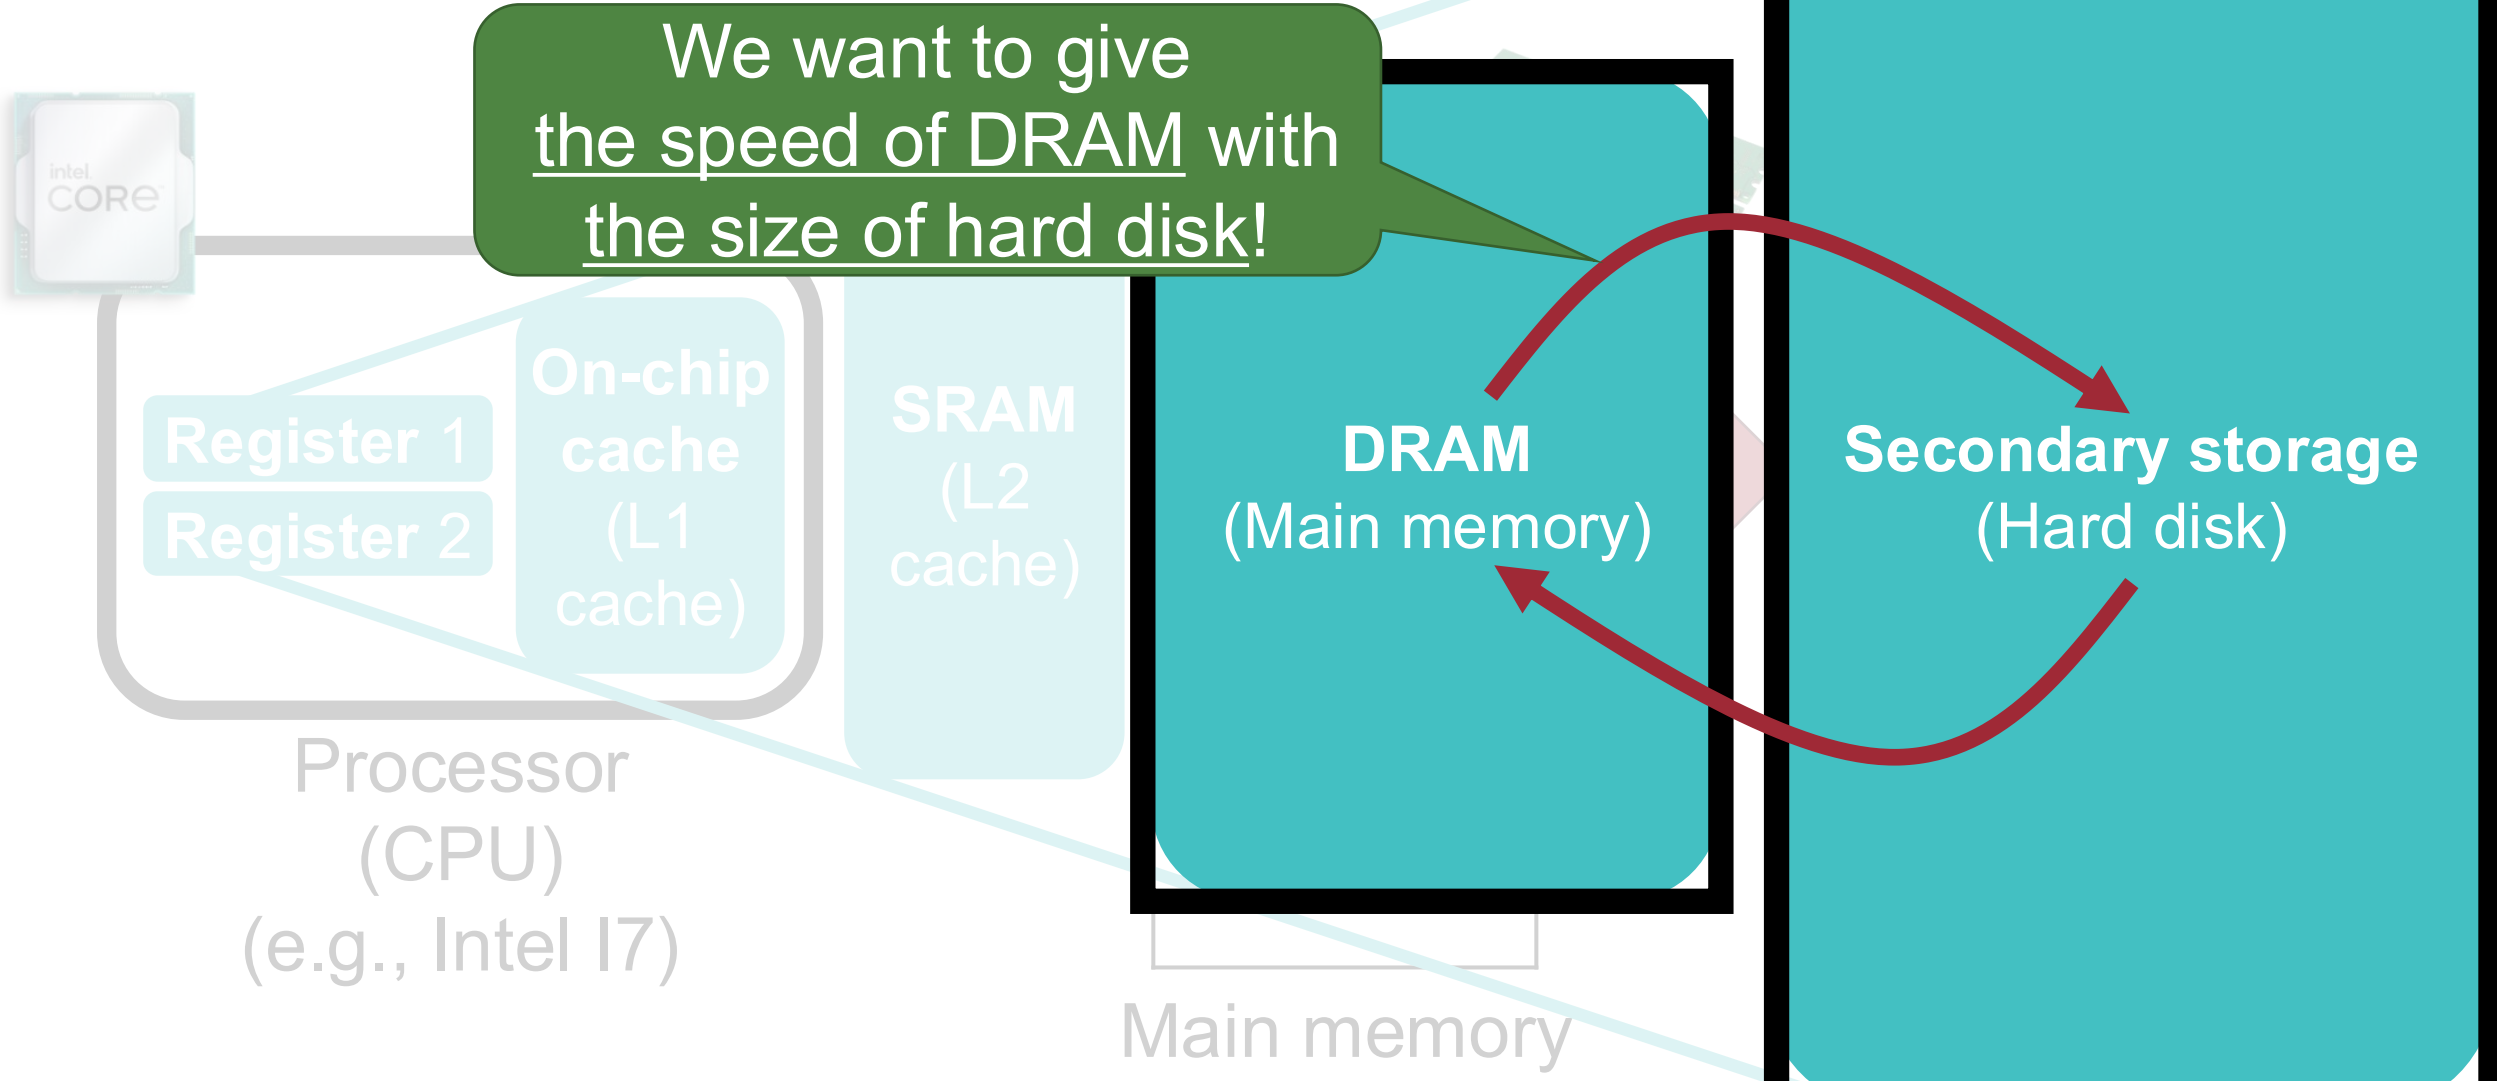 We want to give
the speed of DRAM with
the size of hard disk!
intel
CORE
Register 1
Register 2
On-chip
cache
(L1
cache)
SRAM
(L2
cache)
DRAM
(Main memory)
Secondary storage
(Hard disk)
Processor
(CPU)
(e.g., Intel I7)
Main memory